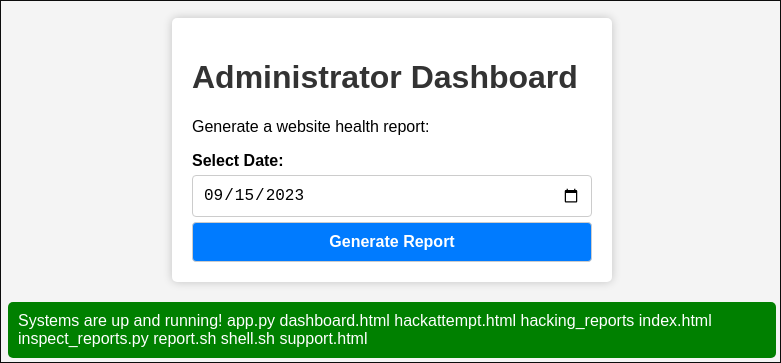 Administrator Dashboard
Generate a website health report:
Select Date:
09/15/2023
Generate Report
Systems are up and running! app.py dashboard.html hackattempt.html hacking_reports index.html
inspect_reports.py report.sh shell.sh support.html